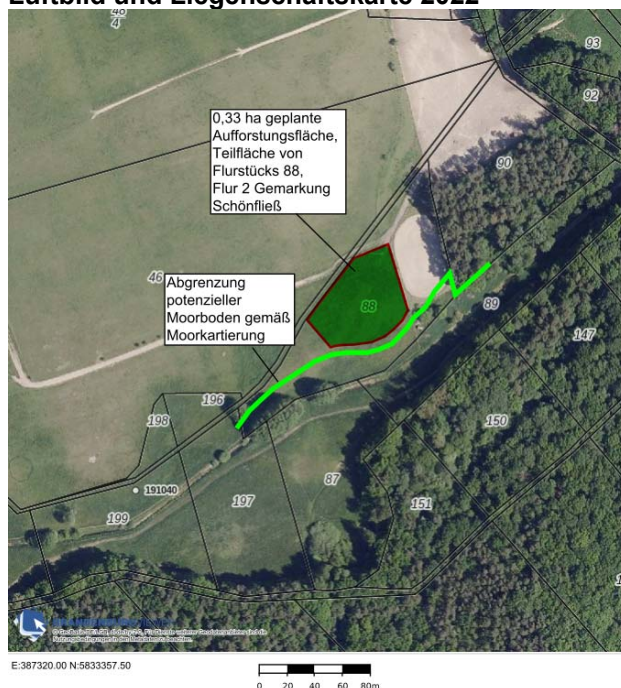 Luftbild und Liegenschaftskarte 2022
48
4
93
92
0,33 ha geplante
Aufforstungsfläche,
Teilfläche von
Flurstücks 88,
Flur 2 Gemarkung
Schönfließ
90
46
Abgrenzung
potenzieller
Moorboden gemäß
Moorkartierung
88
89
147
196
198
150
191040
87
197
151
199
E:387320.00 N:5833357.50
0 20 40 60 80m